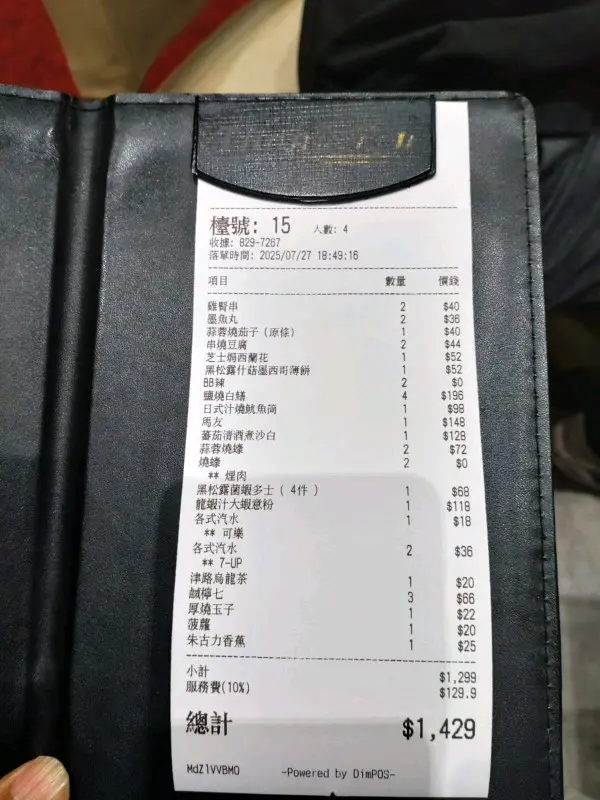 檯號: 15 人數: 4
收據: 829-7267
落單時間: 2025/07/27 18:49:16
項目 數量 價錢
雞腎串 2 $40
墨魚丸 2 $36
蒜蓉燒茄子(原條) 1 $40
串燒豆腐 2 $44
芝士焗西蘭花 1 $52
黑松露什菇墨西哥薄餅 1 $52
BB辣 2 $0
鹽燒白鱔 4 $196
日式汁燒魷魚筒 1 $98
馬友 1 $148
蕃茄清酒煮沙白 1 $128
蒜蓉燒蠔 2 $72
燒蠔 2 $0
** 煙肉
黑松露菌蝦多士 ( 4件 ) 1 $68
龍蝦汁大蝦意粉 1 $118
各式汽水 1 $18
** 可樂
各式汽水 2 $36
** 7-UP
津路烏龍茶 1 $20
鹹檸七 3 $66
厚燒玉子 1 $22
菠蘿 1 $20
朱古力香蕉 1 $25
小計 $1,299
服務費(10%) $129.9
總計 $1,429
MdZlVVBMO -Powered by DimPOS-